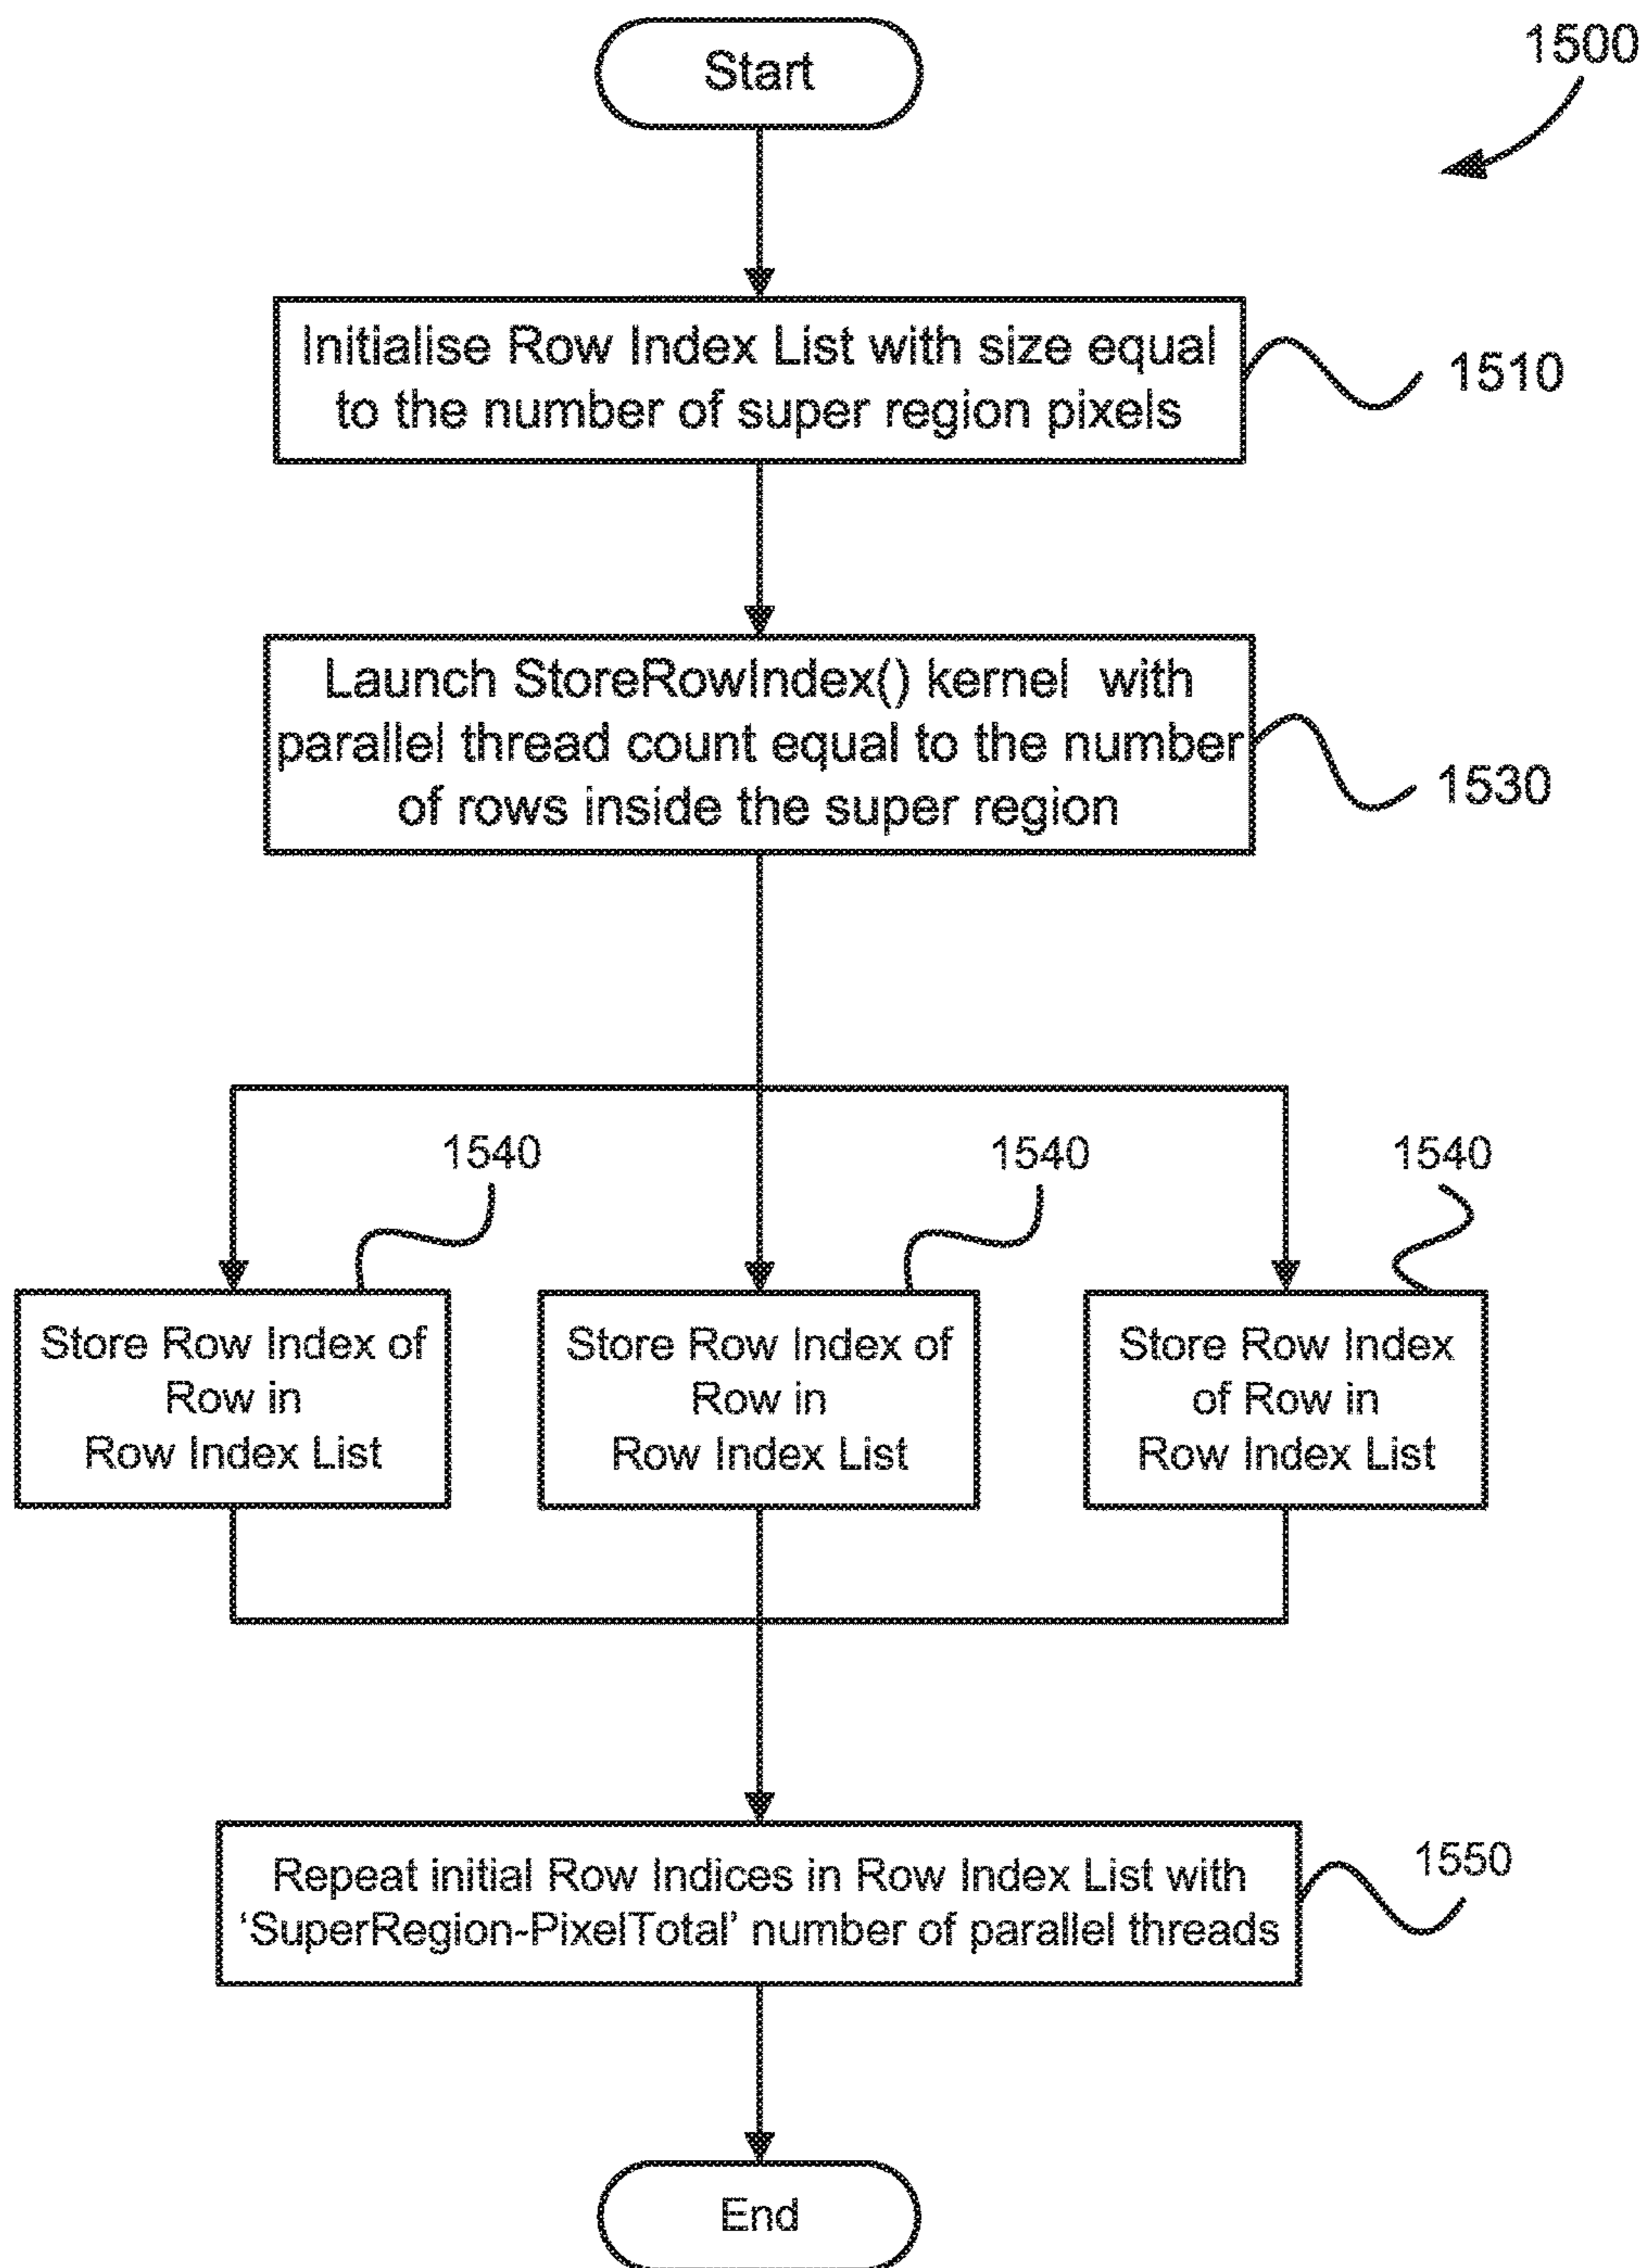 Start
1500
Initialise Row Index List with size equal
to the number of super region pixels
1510
Launch StoreRowIndex() kernel with
parallel thread count equal to the number
of rows inside the super region
1530
1540
1540
1540
Store Row Index of
Row in
Row Index List
Store Row Index of
Row in
Row Index List
Store Row Index
of Row in
Row Index List
Repeat initial Row Indices in Row Index List with
‘SuperRegion-PixelTotal’ number of parallel threads
1550
End